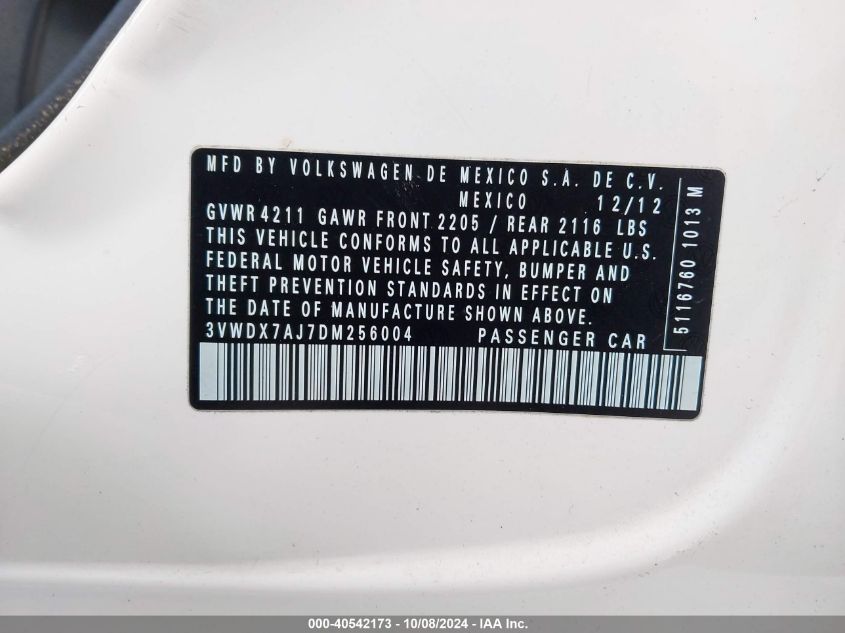 MFD BY VOLKSWAGEN DE MEXICO S.A. DE C.V.
MEXICO 12/12
GVWR 4211 GAWR FRONT 2205 / REAR 2116 LBS
THIS VEHICLE CONFORMS TO ALL APPLICABLE U.S.
FEDERAL MOTOR VEHICLE SAFETY, BUMPER AND
THEFT PREVENTION STANDARDS IN EFFECT ON
THE DATE OF MANUFACTURE SHOWN ABOVE.
3VWDX7AJ7DM256004 PASSENGER CAR
5116760 1013 M
000-40542173 - 10/08/2024 - IAA Inc.